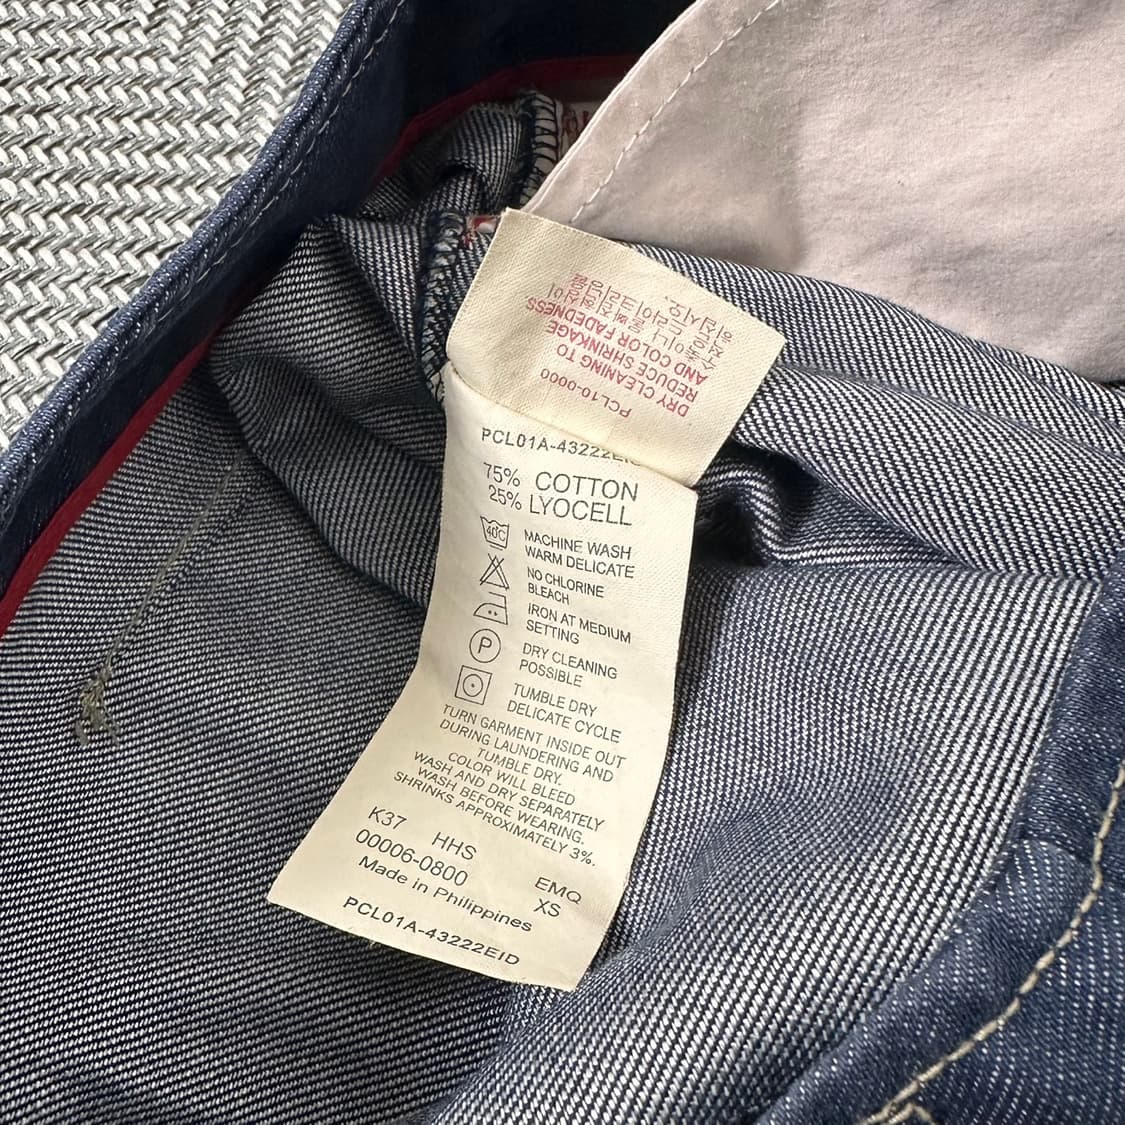 PCL10-0000
DRY CLEANING TO
REDUCE SHRINKAGE
AND COLOR FADEDNESS
PCL01A-43222EID
75% COTTON
25% LYOCELL
40C
MACHINE WASH
WARM DELICATE
NO CHLORINE
BLEACH
IRON AT MEDIUM
SETTING
P
DRY CLEANING
POSSIBLE
TUMBLE DRY
DELICATE CYCLE
TURN GARMENT INSIDE OUT
DURING LAUNDERING AND
TUMBLE DRY.
COLOR WILL BLEED
WASH AND DRY SEPARATELY
WASH BEFORE WEARING.
SHRINKS APPROXIMATELY 3%.
K37 HHS
00006-0800 EMQ
Made in Philippines XS
PCL01A-43222EID